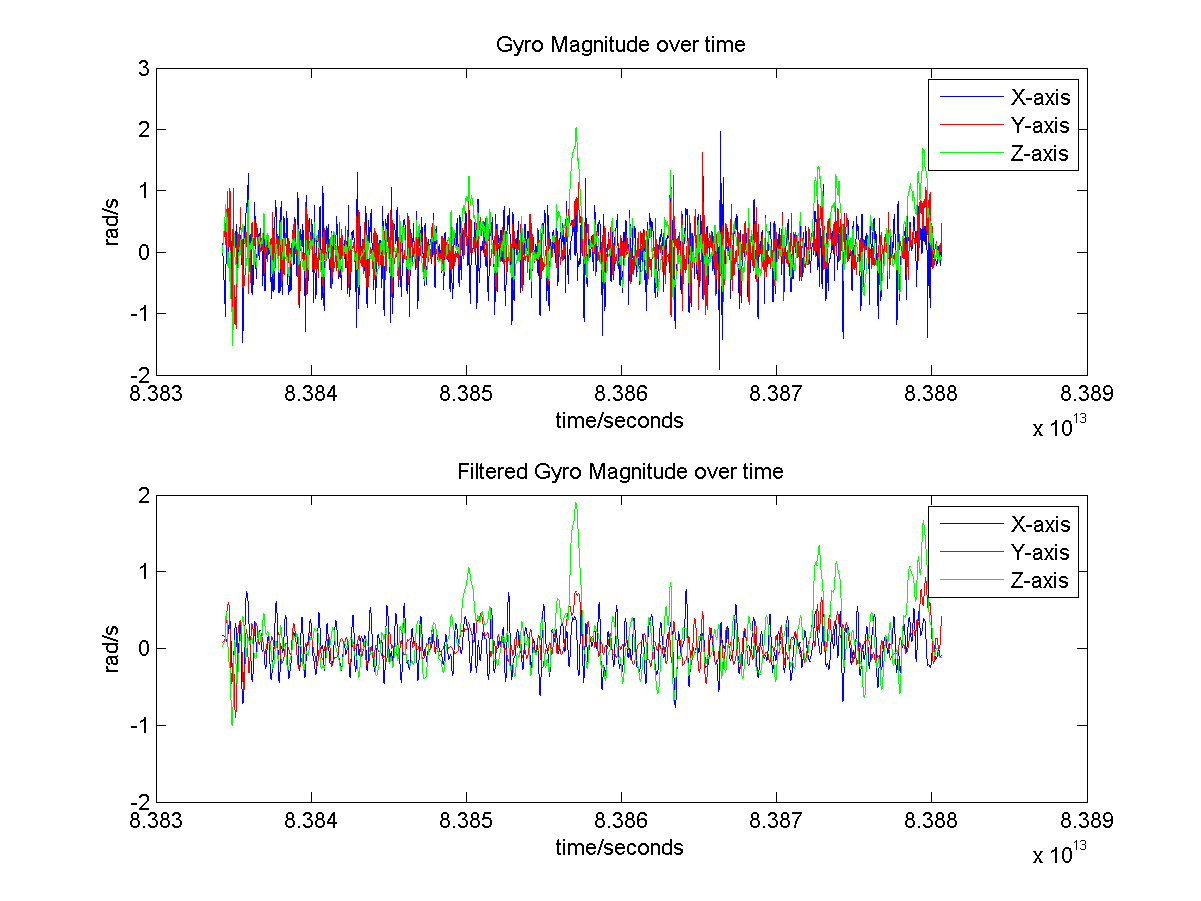 Gyro Magnitude over time
3
2
1
0
-1
-2
rad/s
X-axis
Y-axis
Z-axis
8.383 8.384 8.385 8.386 8.387 8.388 8.389
time/seconds
x 10^13
Filtered Gyro Magnitude over time
2
1
0
-1
-2
rad/s
X-axis
Y-axis
Z-axis
8.383 8.384 8.385 8.386 8.387 8.388 8.389
time/seconds
x 10^13